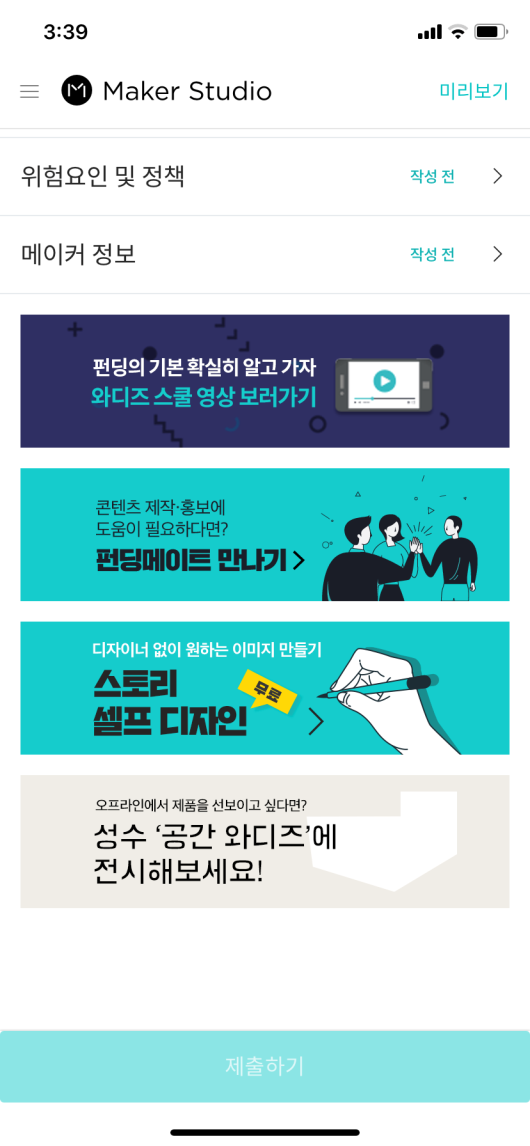 3:39
Maker Studio
미리보기
위험요인 및 정책
작성 전
메이커 정보
작성 전
펀딩의 기본 확실히 알고 가자
와디즈 스쿨 영상 보러가기
콘텐츠 제작·홍보에
도움이 필요하다면?
펀딩메이트 만나기
디자이너 없이 원하는 이미지 만들기
스토리
무료
셀프 디자인
오프라인에서 제품을 선보이고 싶다면?
성수 ‘공간 와디즈’에
전시해보세요!
제출하기